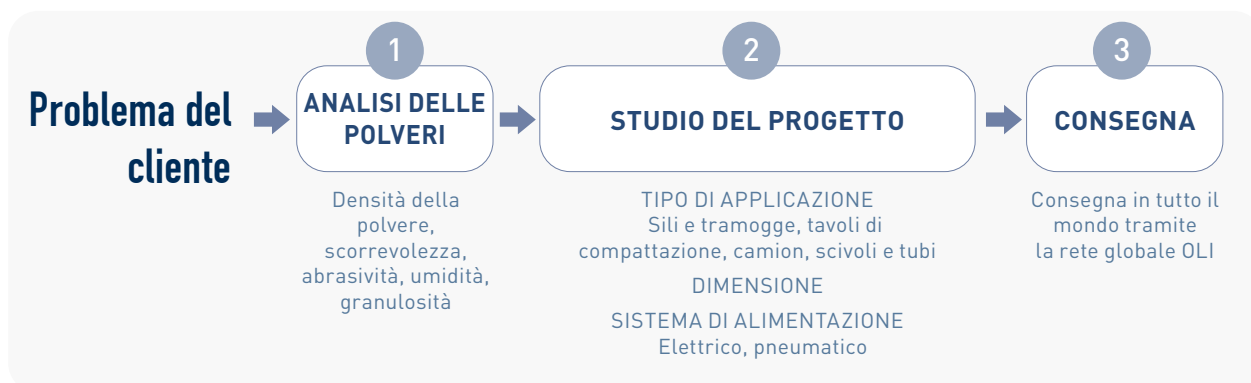 Problema del
cliente
1
ANALISI DELLE
POLVERI
Densità della
polvere,
scorrevolezza,
abrasività, umidità,
granulosità
2
STUDIO DEL PROGETTO
TIPO DI APPLICAZIONE
Sili e tramogge, tavoli di
compattazione, camion, scivoli e tubi
DIMENSIONE
SISTEMA DI ALIMENTAZIONE
Elettrico, pneumatico
3
CONSEGNA
Consegna in tutto il
mondo tramite
la rete globale OLI